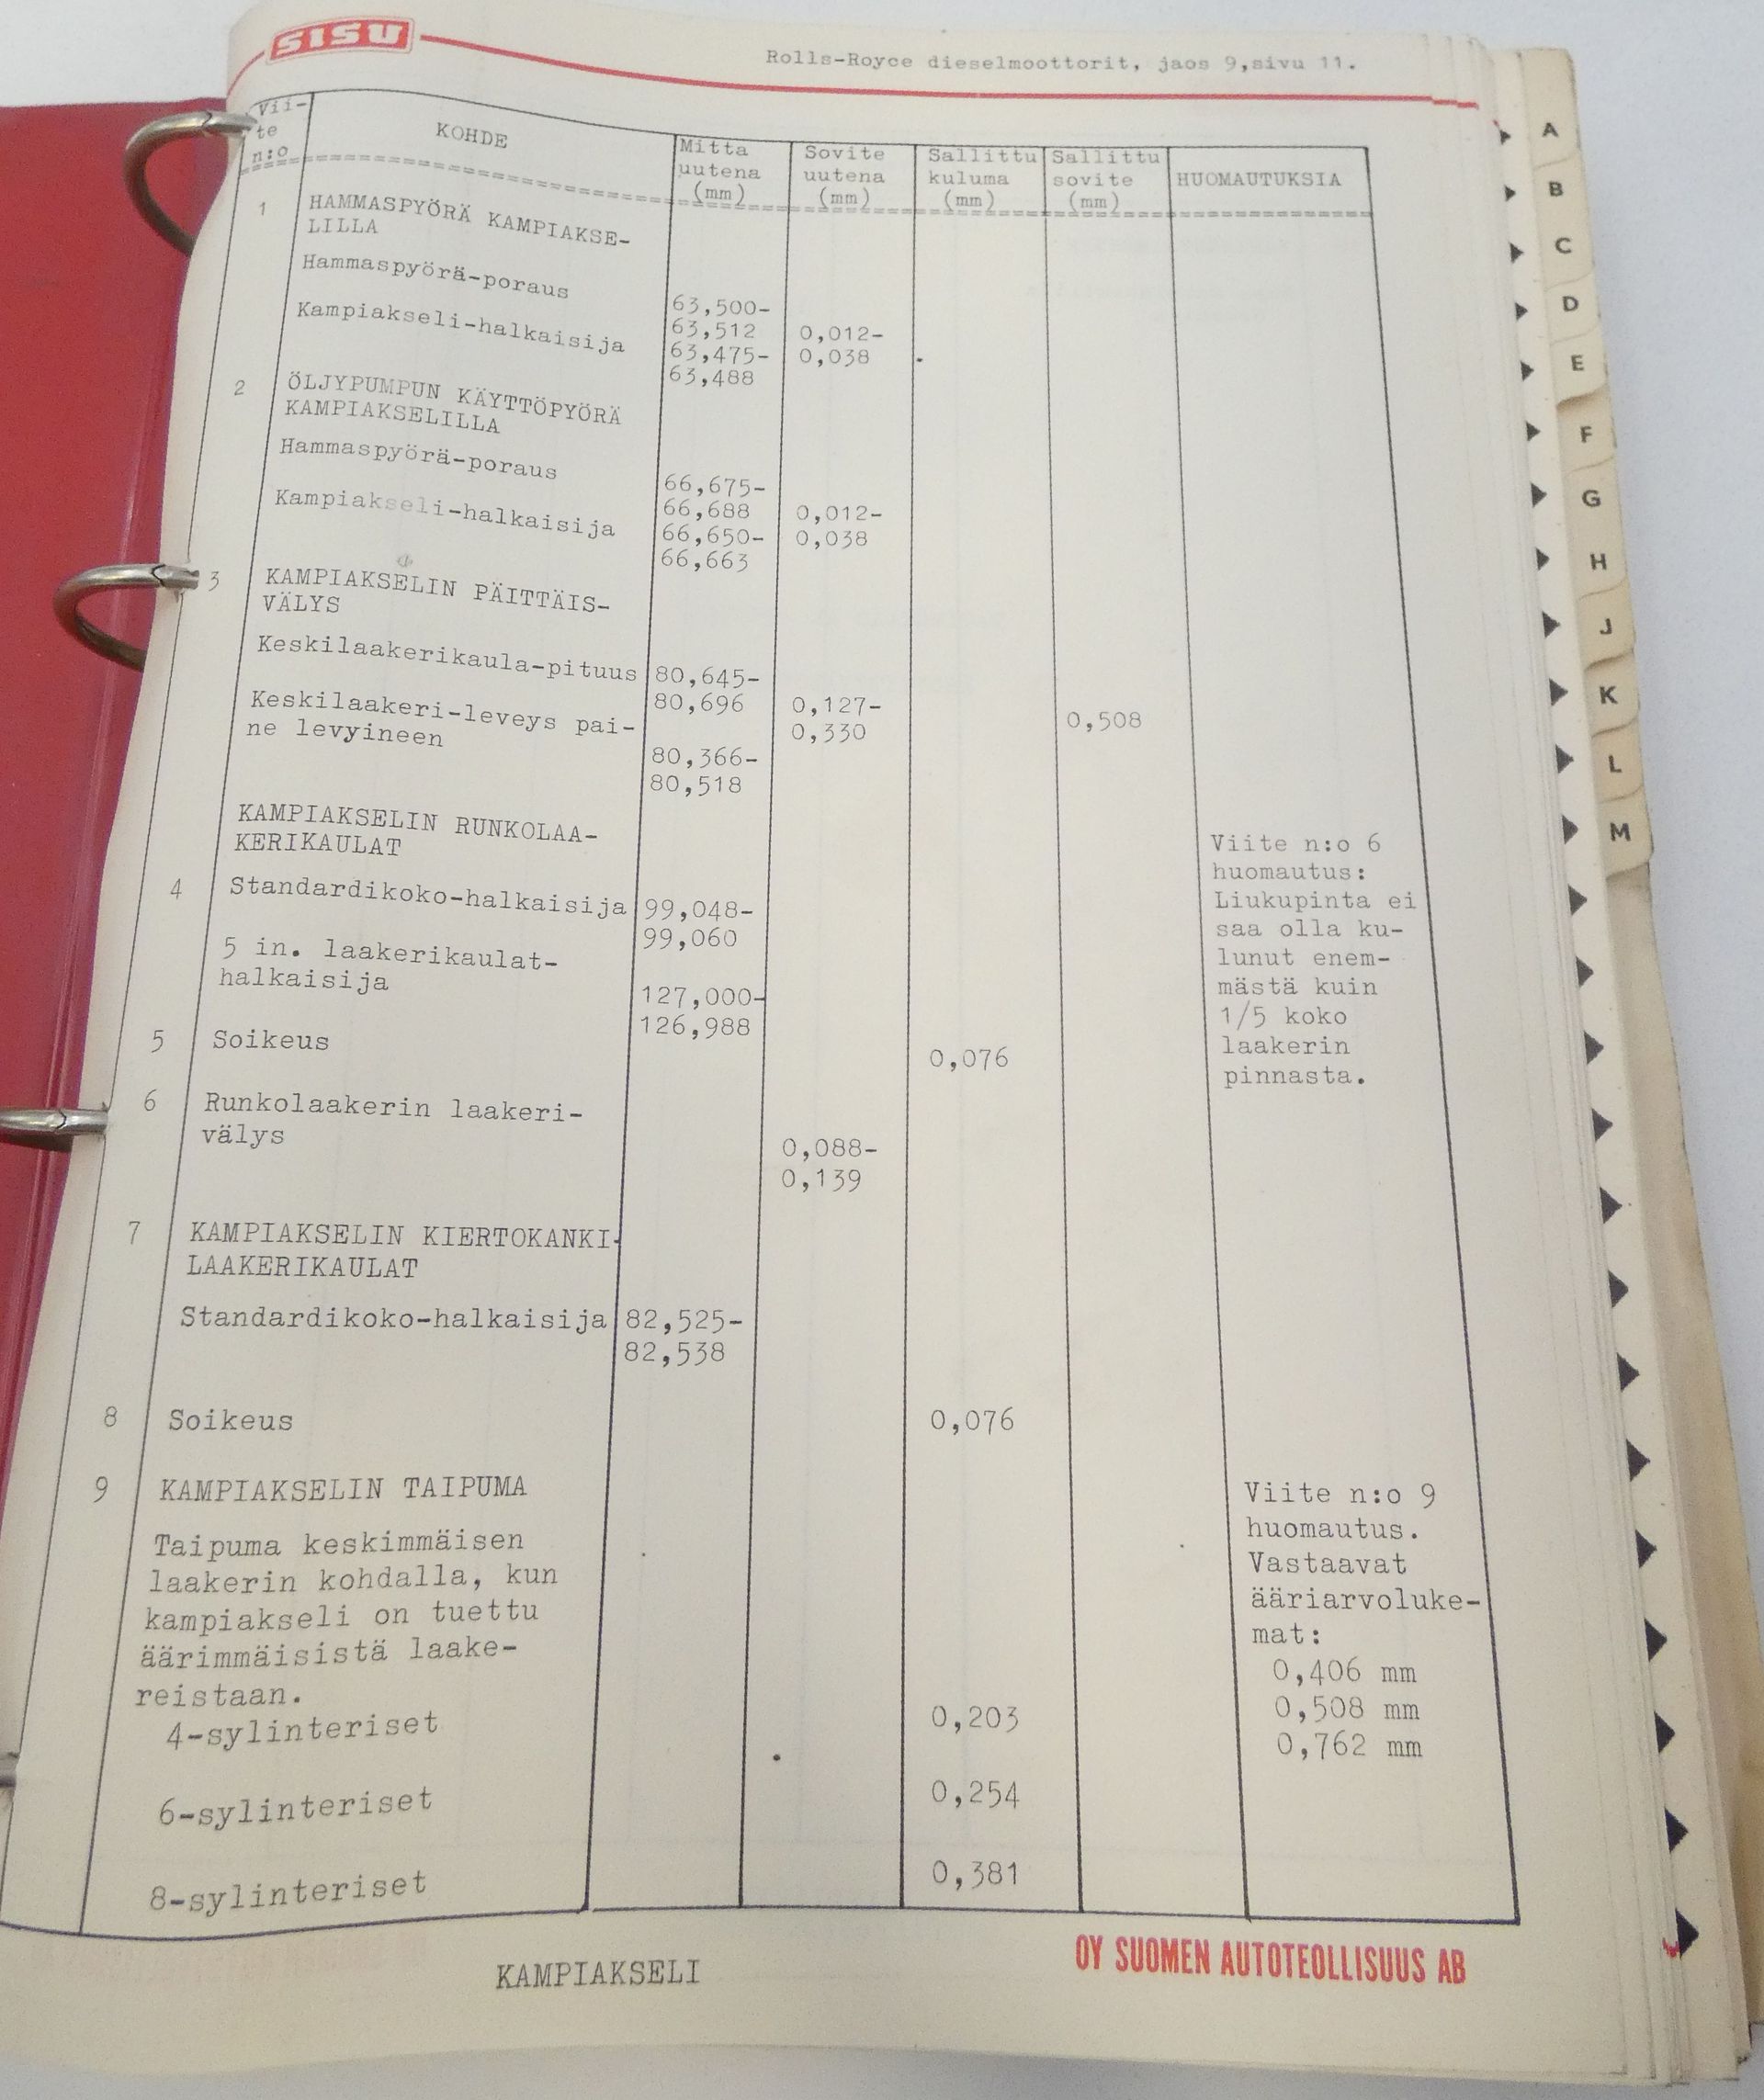 SISU
Rolls-Royce dieselmoottorit, jaos 9,sivu 11.
Vii-
te
n:o
KOHDE
Mitta
uutena
(mm)
Sovite
uutena
(mm)
Sallittu
kuluma
(mm)
Sallittu
sovite
(mm)
HUOMAUTUKSIA
1 HAMMASPYÖRÄ KAMPIAKSE-
LILLA
Hammaspyörä-poraus
63,500-
63,512 0,012-
Kampiakseli-halkaisija
63,475- 0,038
63,488
2 ÖLJYPUMPUN KÄYTTÖPYÖRÄ
KAMPIAKSELILLA
Hammaspyörä-poraus
66,675-
66,688 0,012-
Kampiakseli-halkaisija
66,650- 0,038
66,663
3 KAMPIAKSELIN PÄITTÄIS-
VÄLYS
Keskilaakerikaula-pituus 80,645-
80,696 0,127-
0,330 0,508
Keskilaakeri-leveys pai-
ne levyineen
80,366-
80,518
KAMPIAKSELIN RUNKOLAA-
KERIKAULAT
4 Standardikoko-halkaisija 99,048-
99,060
5 in. laakerikaulat-
halkaisija
127,000-
126,988
5 Soikeus 0,076
6 Runkolaakerin laakeri-
välys
0,088-
0,139
Viite n:o 6
huomautus:
Liukupinta ei
saa olla ku-
lunut enem-
mästä kuin
1/5 koko
laakerin
pinnasta.
7 KAMPIAKSELIN KIERTOKANKI-
LAAKERIKAULAT
Standardikoko-halkaisija 82,525-
82,538
8 Soikeus 0,076
9 KAMPIAKSELIN TAIPUMA
Taipuma keskimmäisen
laakerin kohdalla, kun
kampiakseli on tuettu
äärimmäisistä laake-
reistaan.
4-sylinteriset 0,203
6-sylinteriset 0,254
8-sylinteriset 0,381
Viite n:o 9
huomautus.
Vastaavat
ääriarvoluke-
mat:
0,406 mm
0,508 mm
0,762 mm
KAMPIAKSELI
OY SUOMEN AUTOTEOLLISUUS AB
A
B
C
D
E
F
G
H
J
K
L
M